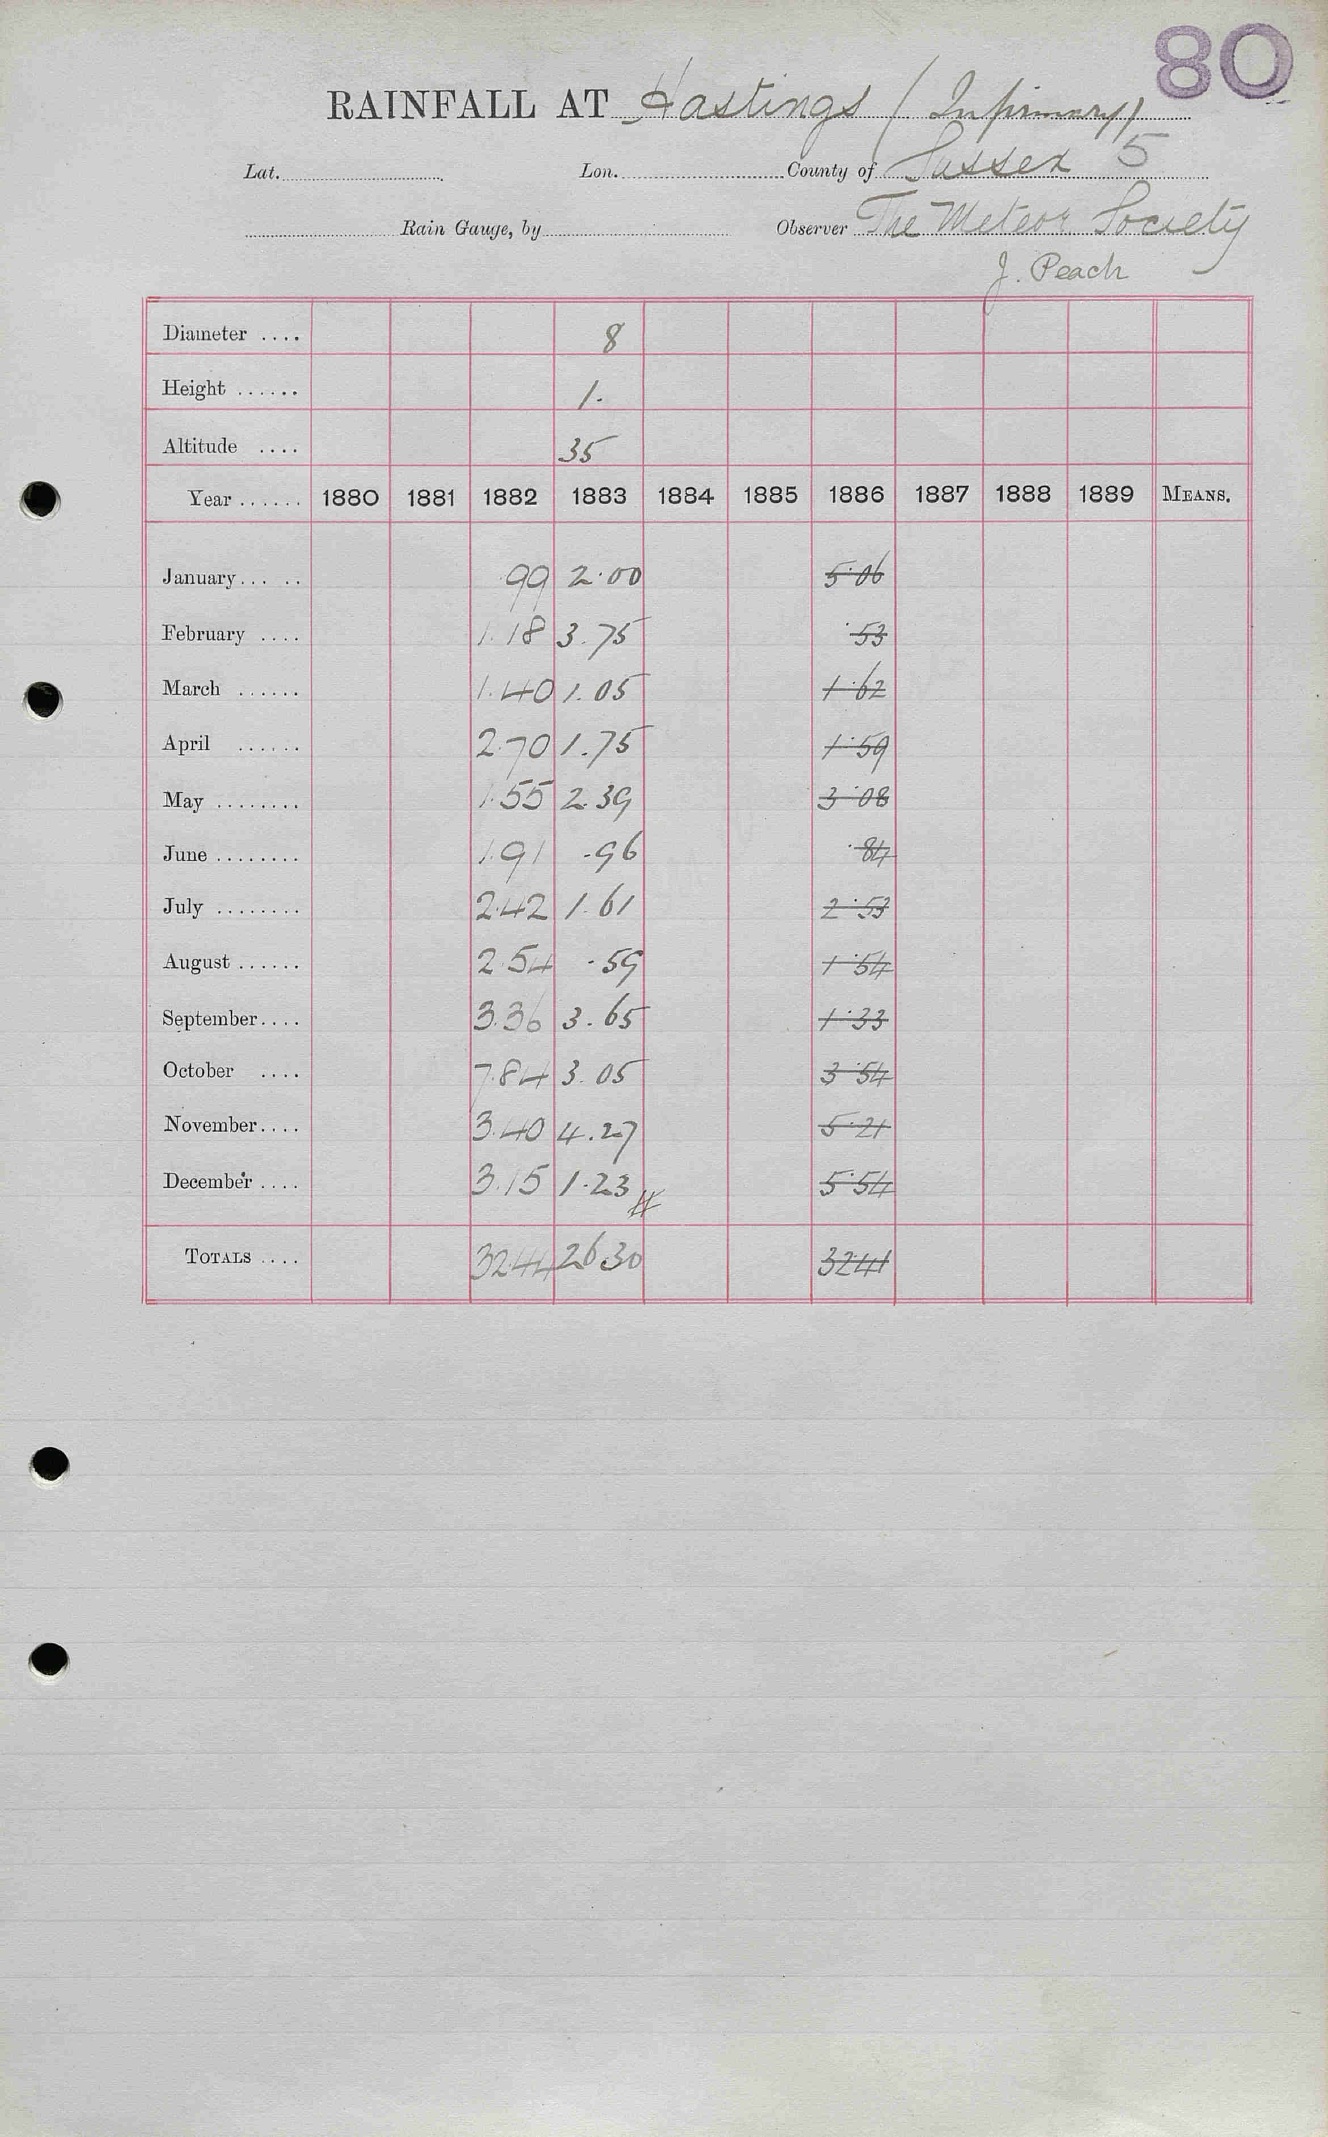 80
RAINFALL AT Hastings (Infirmary)
Lat. Lon. County of Sussex 5
Rain Gauge, by Observer The Meteor. Society
J. Peach
Diameter .... 8
Height ...... 1.
Altitude .... 35
Year ...... 1880 1881 1882 1883 1884 1885 1886 1887 1888 1889 MEANS.
January... .. .99 2.00 5.06
February .... 1.18 3.75 .53
March ...... 1.40 1.05 1.62
April ...... 2.70 1.75 1.59
May ........ 1.55 2.39 3.08
June ........ 1.91 .96 .84
July ........ 2.42 1.61 2.53
August ...... 2.54 .59 1.54
September.... 3.36 3.65 1.33
October .... 7.84 3.05 3.54
November.... 3.40 4.27 5.21
December .... 3.15 1.23 5.54
TOTALS .... 32.44 26.30 32.41